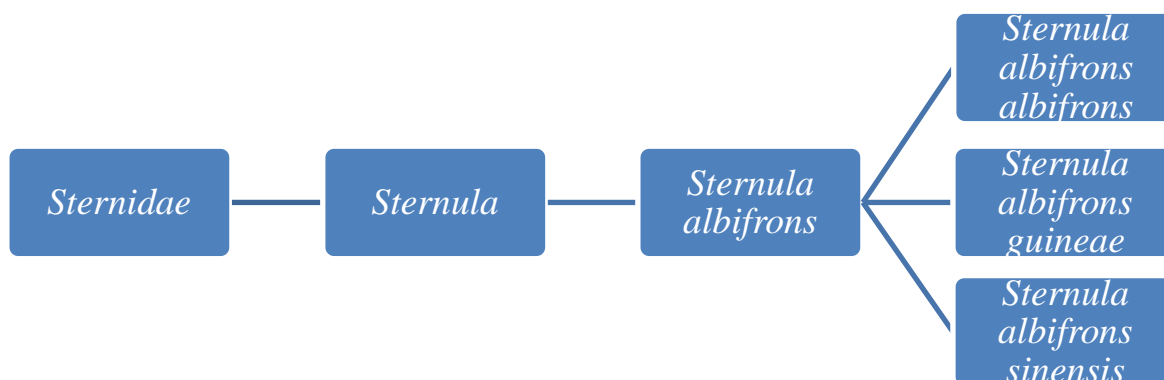 Sternidae
Sternula
Sternula
albifrons
Sternula
albifrons
albifrons
Sternula
albifrons
guineae
Sternula
albifrons
sinensis